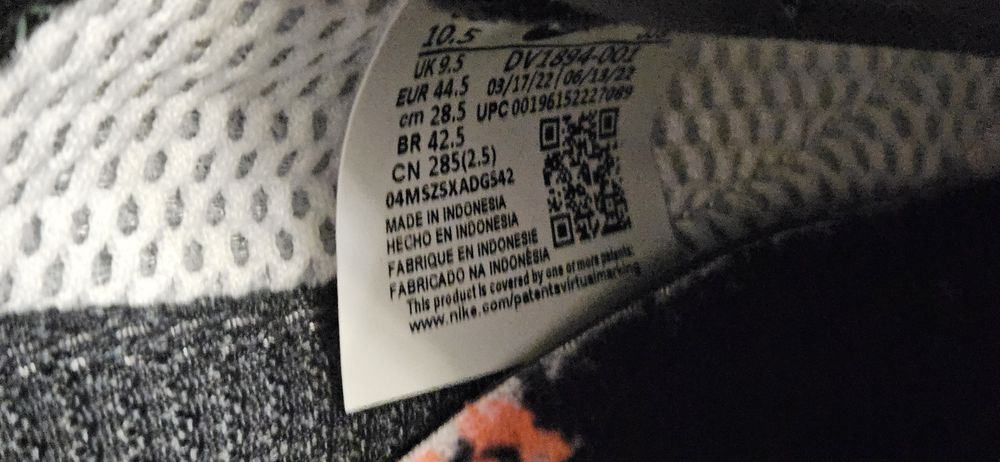 10.5
UK 9.5 DV1894-001
EUR 44.5 03/17/22 | 06/13/22
cm 28.5 UPC 00196152227089
BR 42.5
CN 285(2.5)
04MSZSXADG542
MADE IN INDONESIA
HECHO EN INDONESIA
FABRIQUE EN INDONESIE
FABRICADO NA INDONÉSIA
This product is covered by one or more patents.
www.nike.com/patentsvirtualmarking